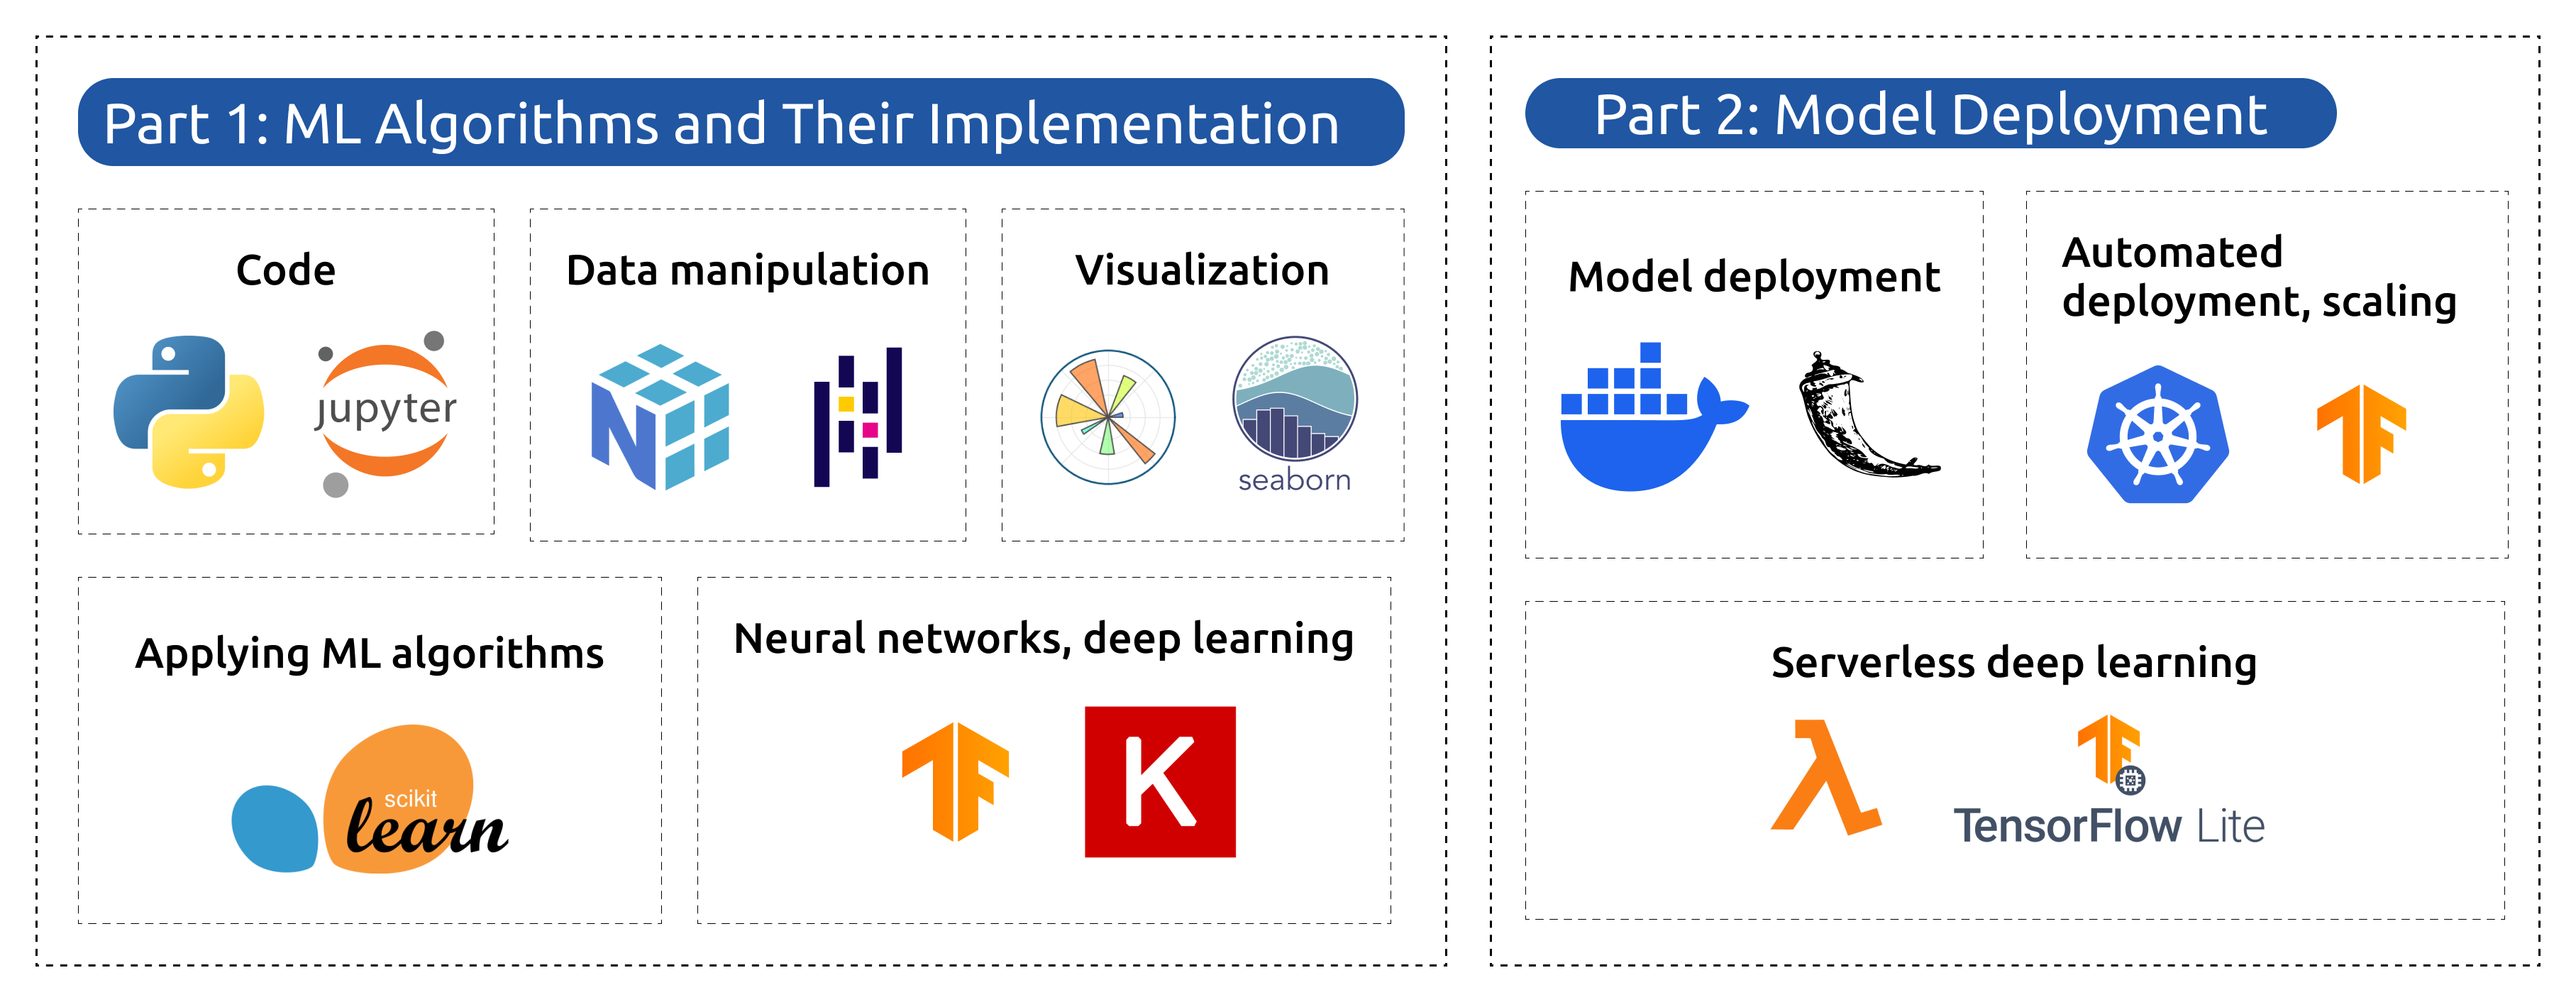 Part 1: ML Algorithms and Their Implementation
Code
Data manipulation
Visualization
jupyter
seaborn
Applying ML algorithms
Neural networks, deep learning
scikit
learn
K
Part 2: Model Deployment
Model deployment
Automated
deployment, scaling
Serverless deep learning
λ
TensorFlow Lite